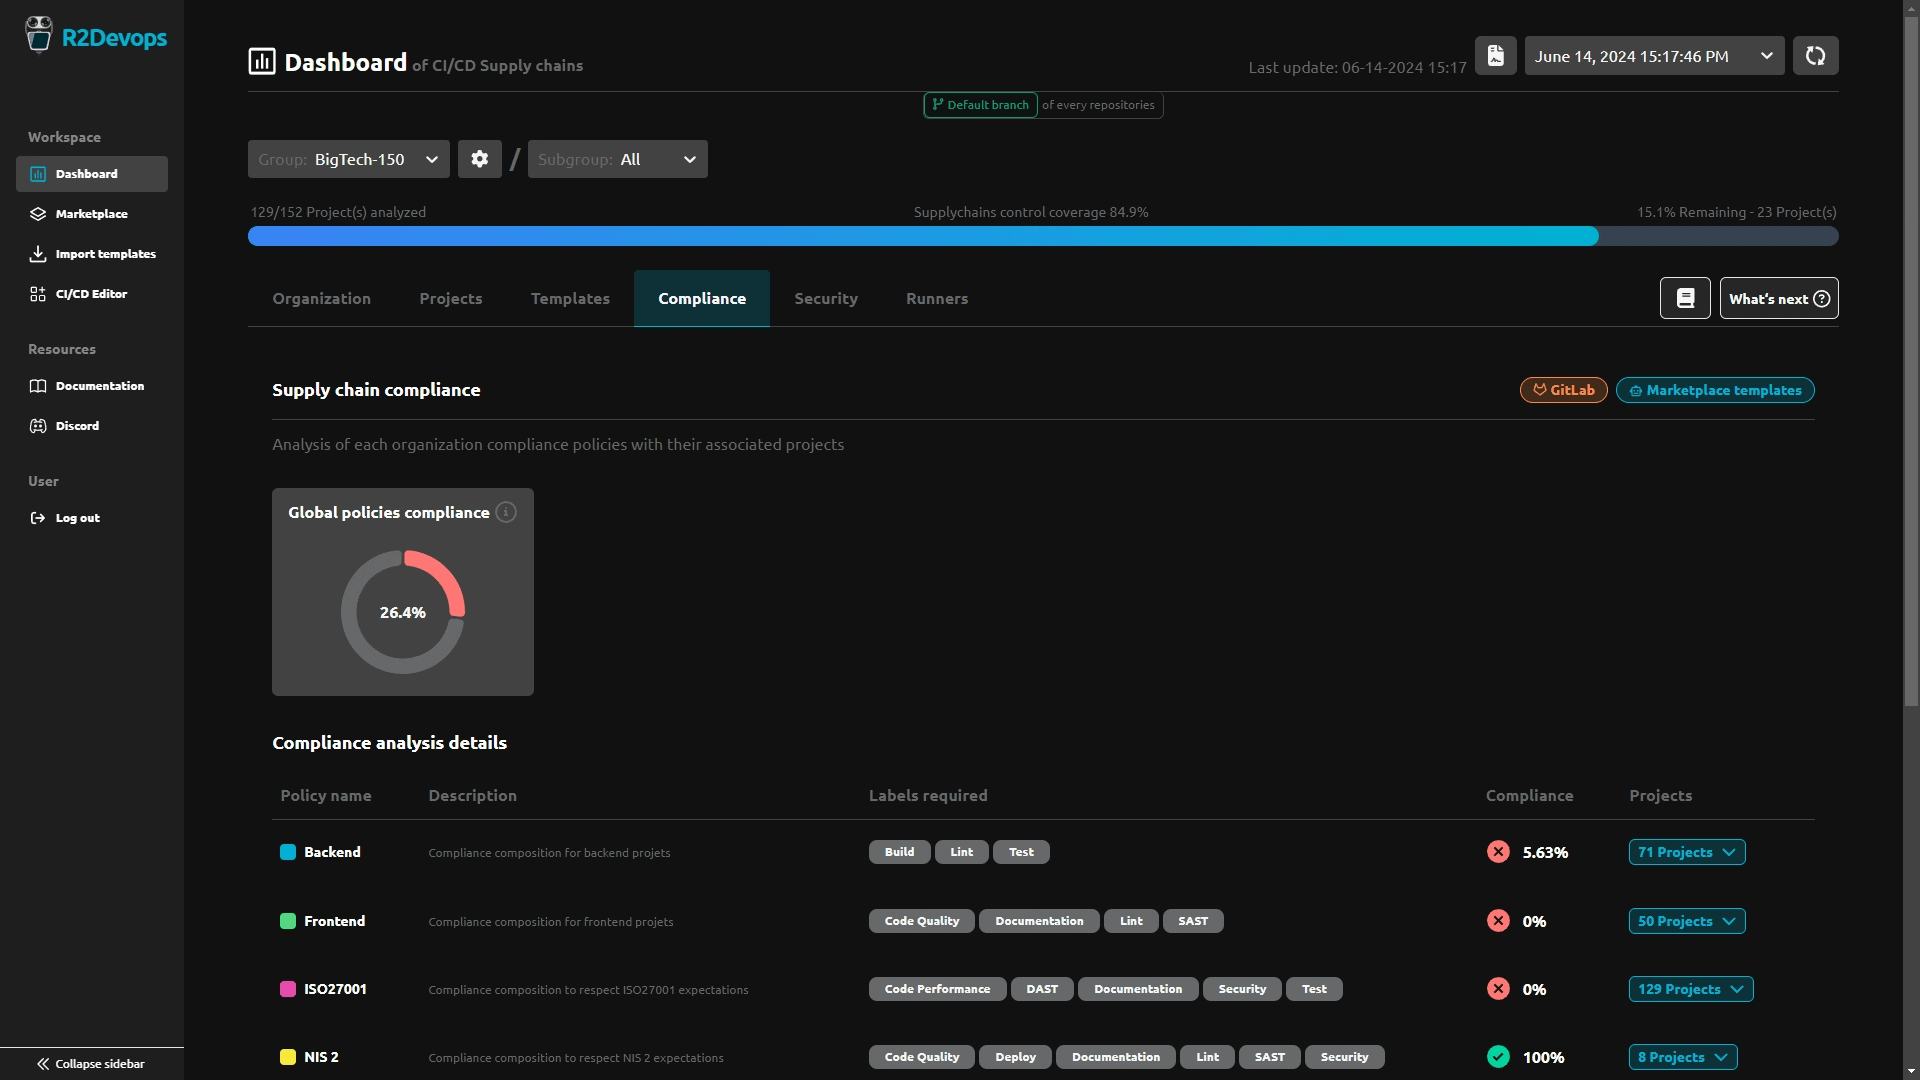 R2Devops
Workspace
Dashboard
Marketplace
Import templates
CI/CD Editor
Resources
Documentation
Discord
User
Log out
Collapse sidebar
Dashboard of CI/CD Supply chains
Last update: 06-14-2024 15:17
June 14, 2024 15:17:46 PM
Default branch of every repositories
Group: BigTech-150 / Subgroup: All
129/152 Project(s) analyzed Supplychains control coverage 84.9% 15.1% Remaining - 23 Project(s)
Organization Projects Templates Compliance Security Runners What's next
Supply chain compliance GitLab Marketplace templates
Analysis of each organization compliance policies with their associated projects
Global policies compliance
26.4%
Compliance analysis details
Policy name Description Labels required Compliance Projects
Backend Compliance composition for backend projets Build Lint Test 5.63% 71 Projects
Frontend Compliance composition for frontend projets Code Quality Documentation Lint SAST 0% 50 Projects
ISO27001 Compliance composition to respect ISO27001 expectations Code Performance DAST Documentation Security Test 0% 129 Projects
NIS 2 Compliance composition to respect NIS 2 expectations Code Quality Deploy Documentation Lint SAST Security 100% 8 Projects